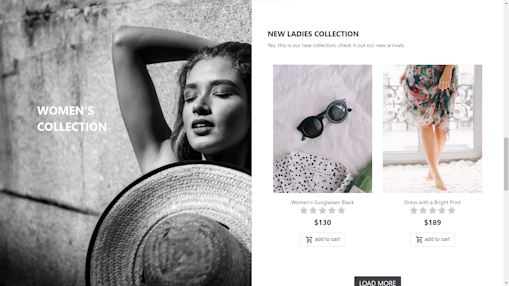 WOMEN'S
COLLECTION
NEW LADIES COLLECTION
Yes, this is our new collection, check it out our new arrivals.
Women's Sunglasses Black
$130
add to cart
Dress with a Bright Print
$189
add to cart
LOAD MORE